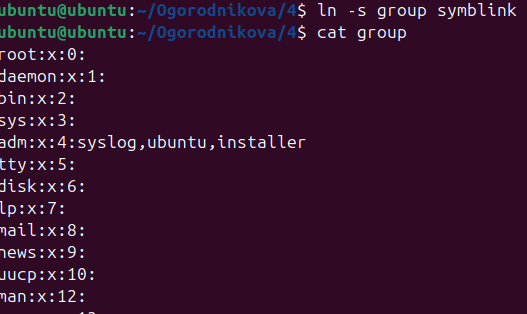 ubuntu@ubuntu:~/Ogorodnikova/4$ ln -s group symblink
ubuntu@ubuntu:~/Ogorodnikova/4$ cat group
root:x:0:
daemon:x:1:
bin:x:2:
sys:x:3:
adm:x:4:syslog,ubuntu,installer
tty:x:5:
disk:x:6:
lp:x:7:
mail:x:8:
news:x:9:
uucp:x:10:
man:x:12: